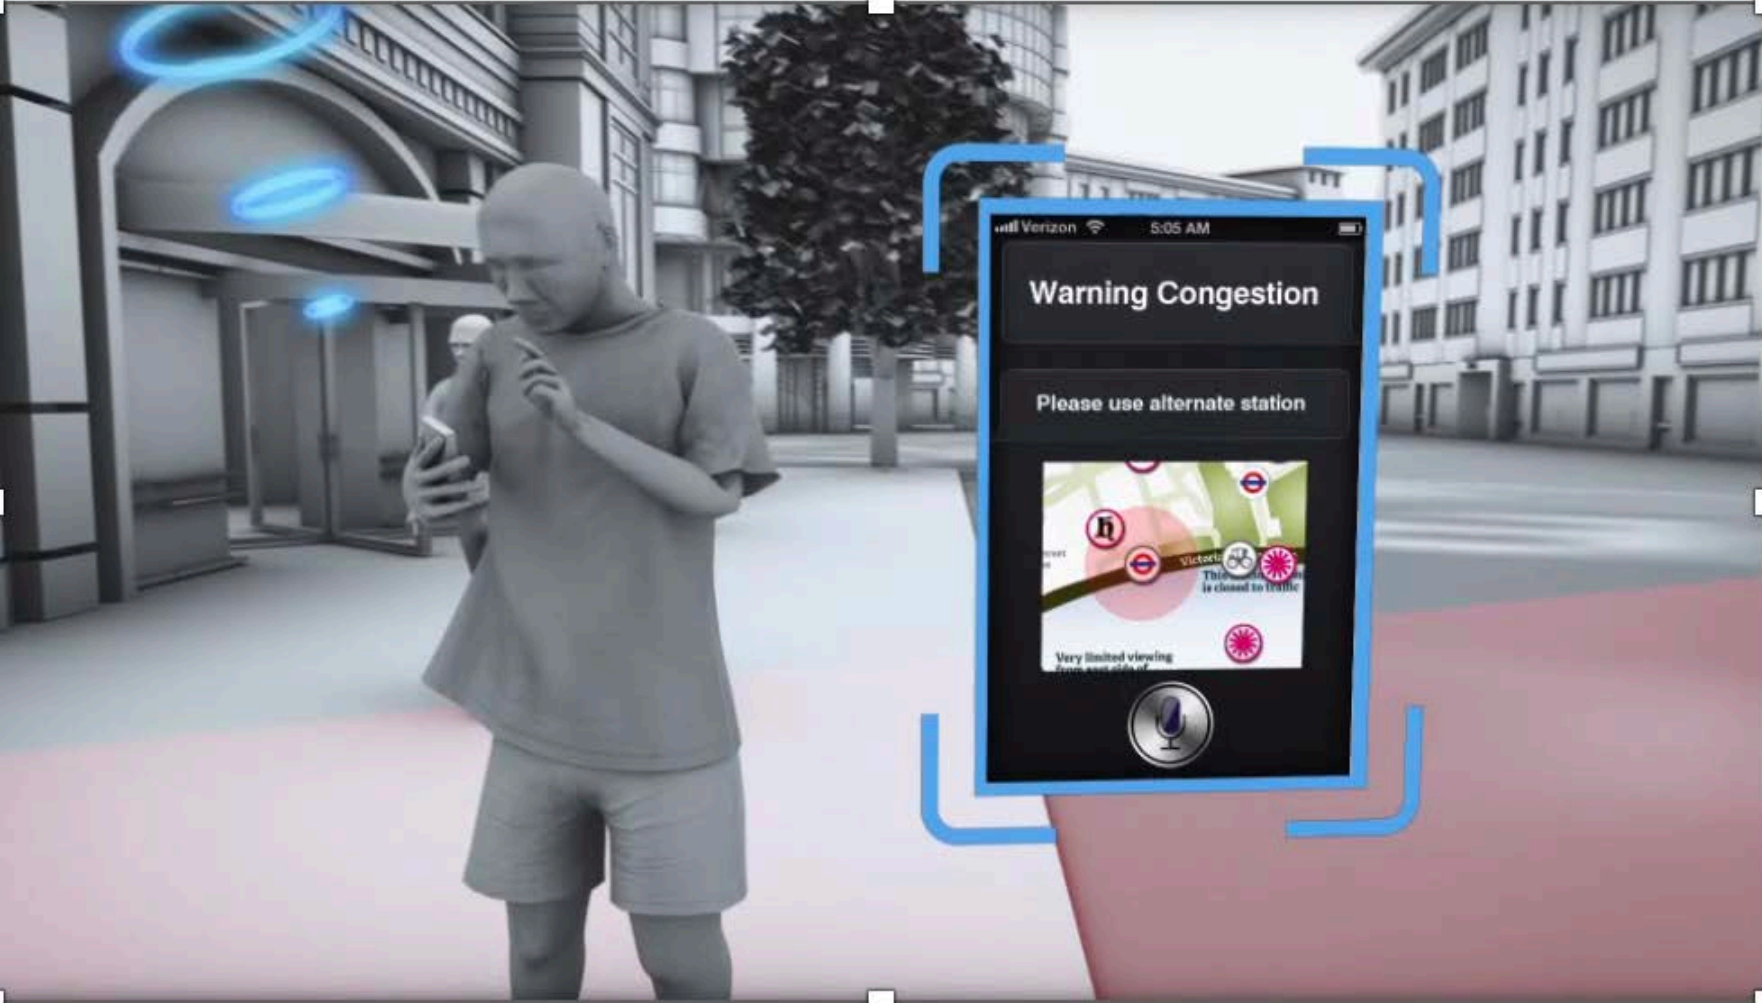 Verizon 5:05 AM
Warning Congestion
Please use alternate station
Victoria
is closed to traffic
Very limited viewing